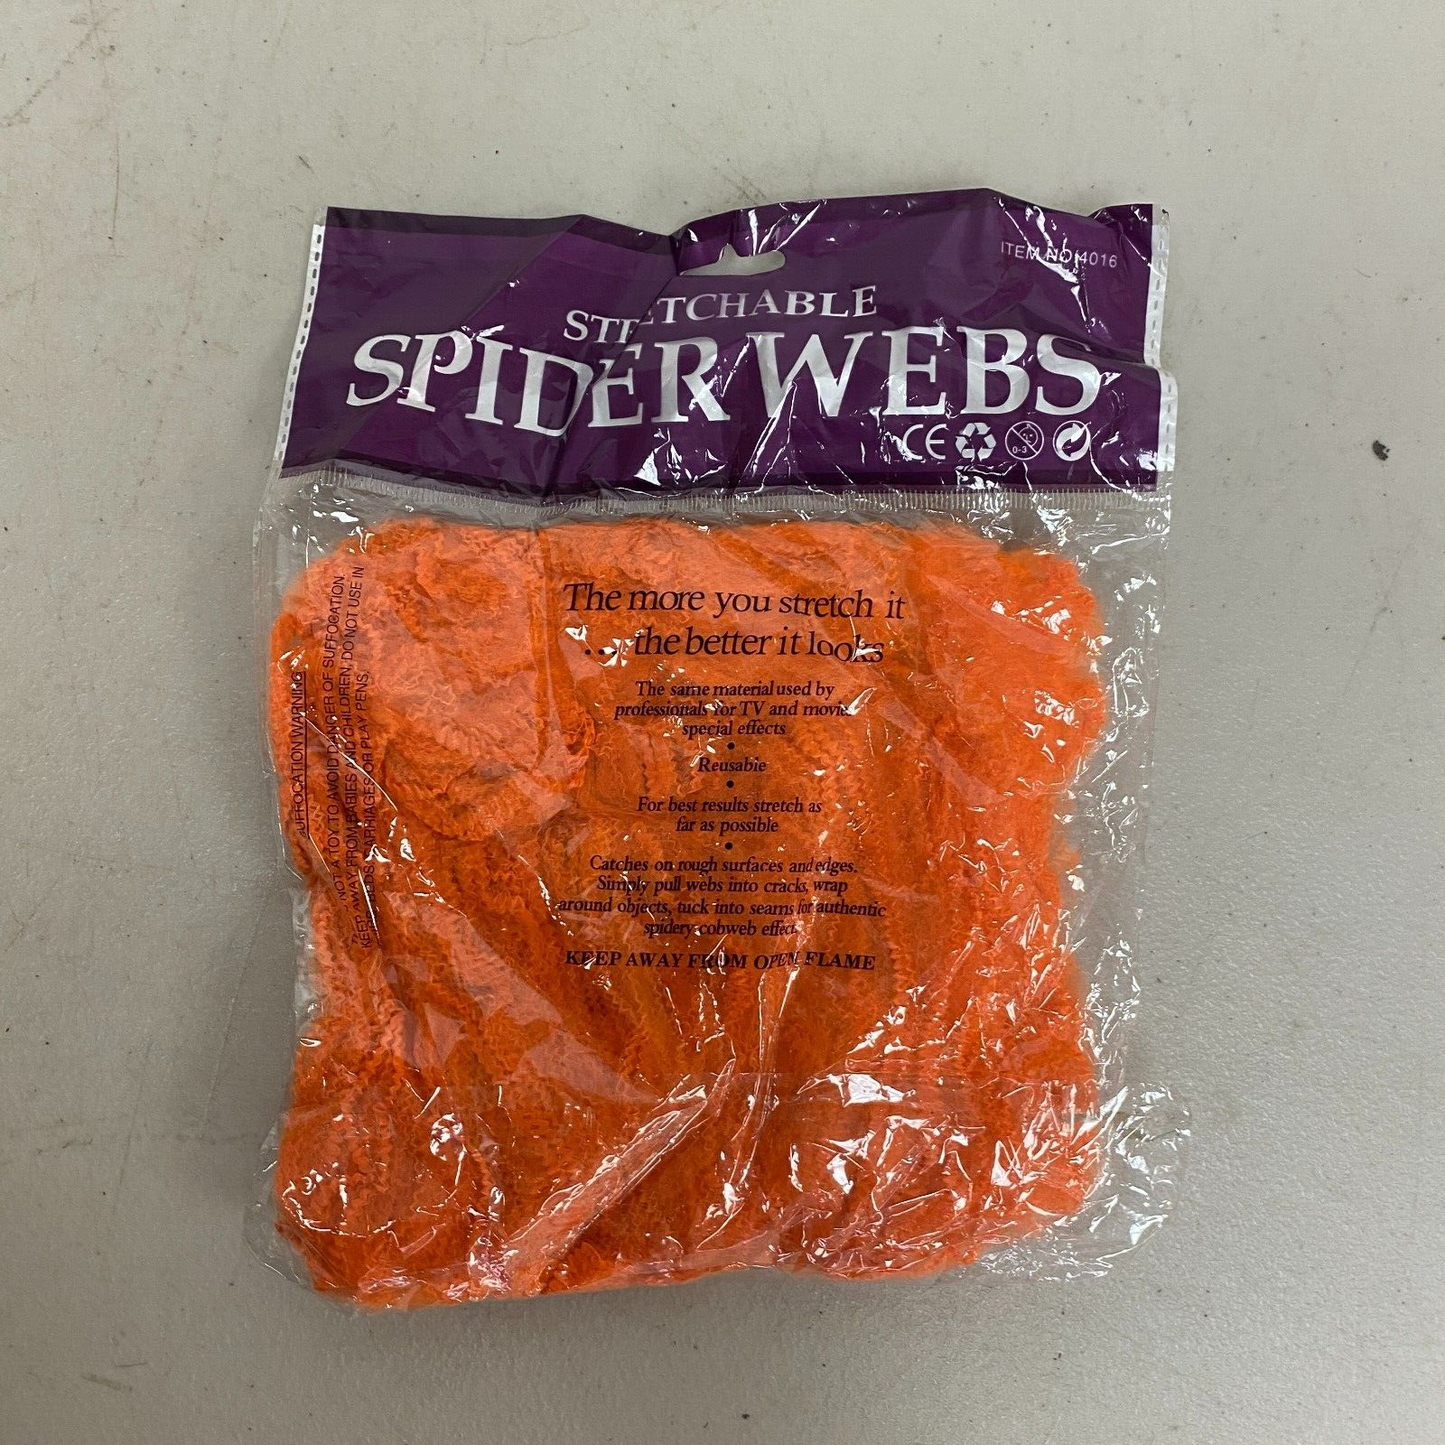 ITEM NO:4016
STRETCHABLE
SPIDER WEBS
CE
0-3
The more you stretch it
... the better it looks
The same material used by
professionals for TV and movie
special effects
•
Reusable
•
For best results stretch as
far as possible
•
Catches on rough surfaces and edges.
Simply pull webs into cracks, wrap
around objects, tuck into seams for authentic
spidery cobweb effect
KEEP AWAY FROM OPEN FLAME
SUFFOCATION WARNING
NOT A TOY TO AVOID DANGER OF SUFFOCATION,
KEEP AWAY FROM BABIES AND CHILDREN, DO NOT USE IN
BEDS, CARRIAGES OR PLAY PENS,